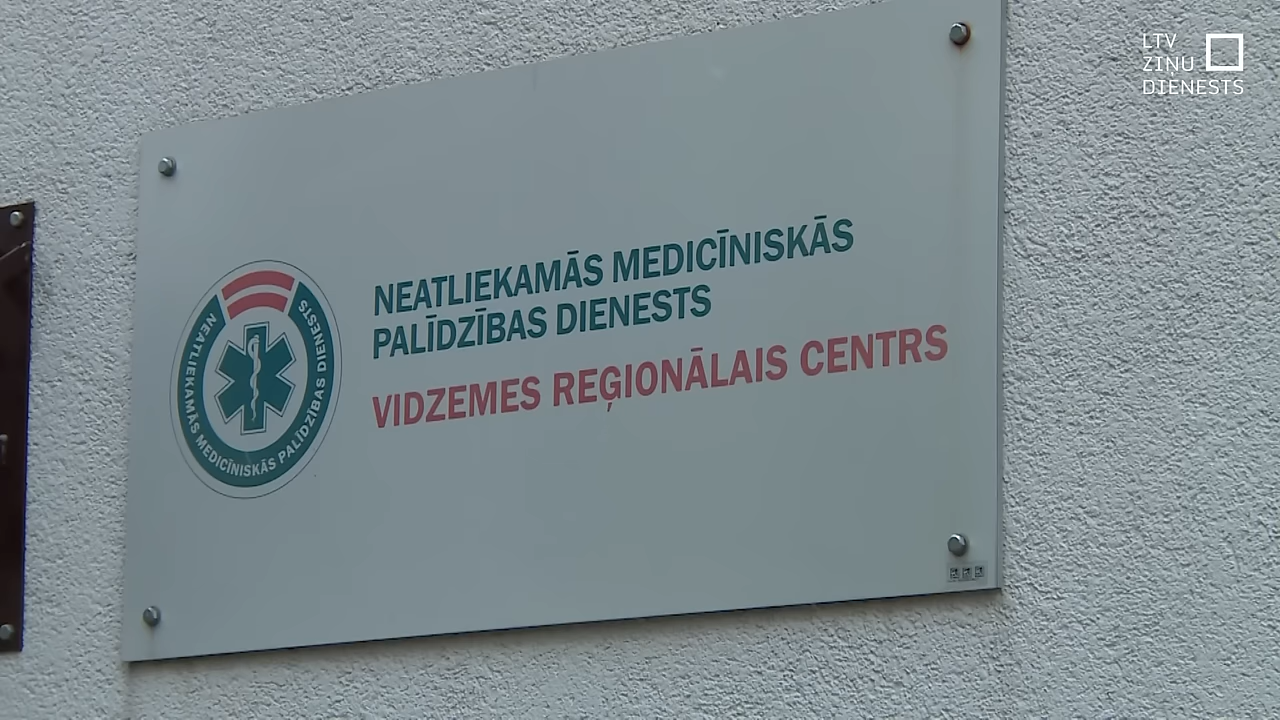 LTV
ZIŅU
DIENESTS
NEATLIEKAMĀS MEDICĪNISKĀS
PALĪDZĪBAS DIENESTS
VIDZEMES REĢIONĀLAIS CENTRS
NEATLIEKAMĀS MEDICĪNISKĀS PALĪDZĪBAS DIENESTS